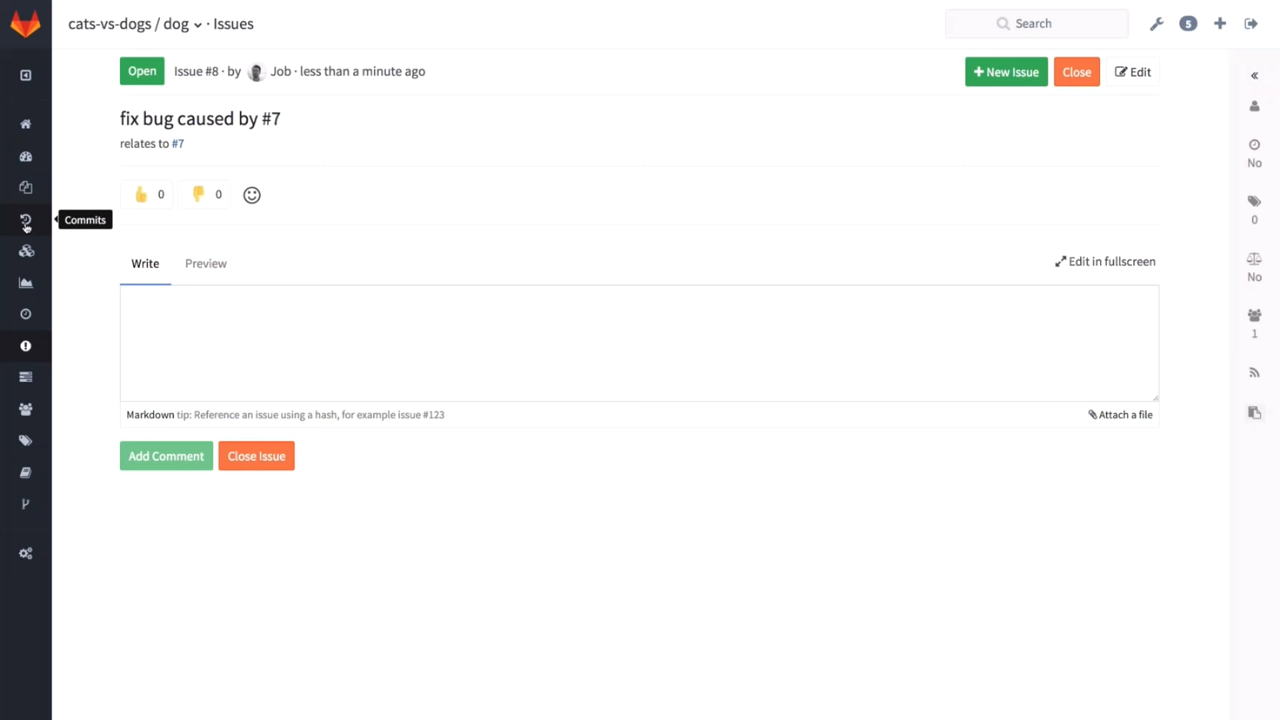 cats-vs-dogs / dog · Issues
Search
5
Open
Issue #8 · by Job · less than a minute ago
New Issue
Close
Edit
fix bug caused by #7
relates to #7
0
0
Commits
Write
Preview
Edit in fullscreen
Markdown tip: Reference an issue using a hash, for example issue #123
Attach a file
Add Comment
Close Issue
No
0
No
1